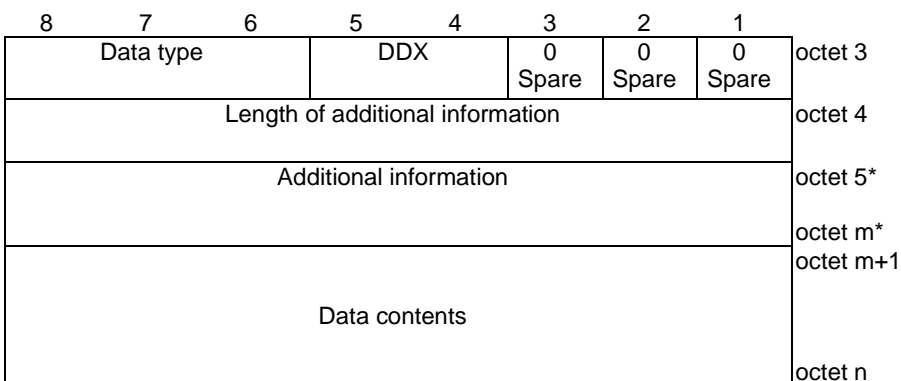 8 7 6 5 4 3 2 1
Data type DDX 0 0 0 octet 3
Spare Spare Spare
Length of additional information octet 4
Additional information octet 5*
octet m*
octet m+1
Data contents
octet n